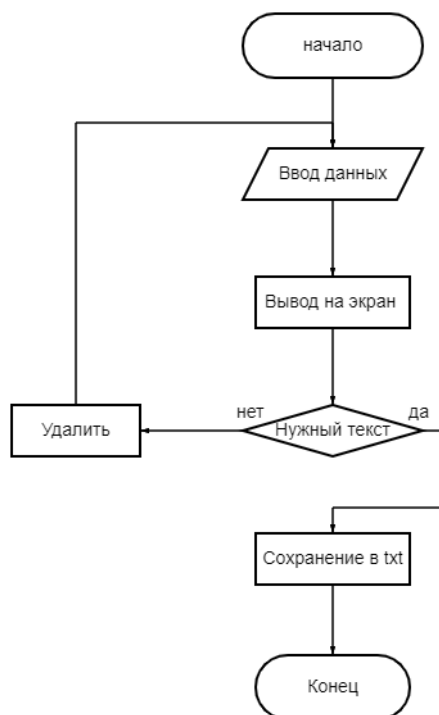 начало
Ввод данных
Вывод на экран
нет
да
Удалить
Нужный текст
Сохранение в txt
Конец